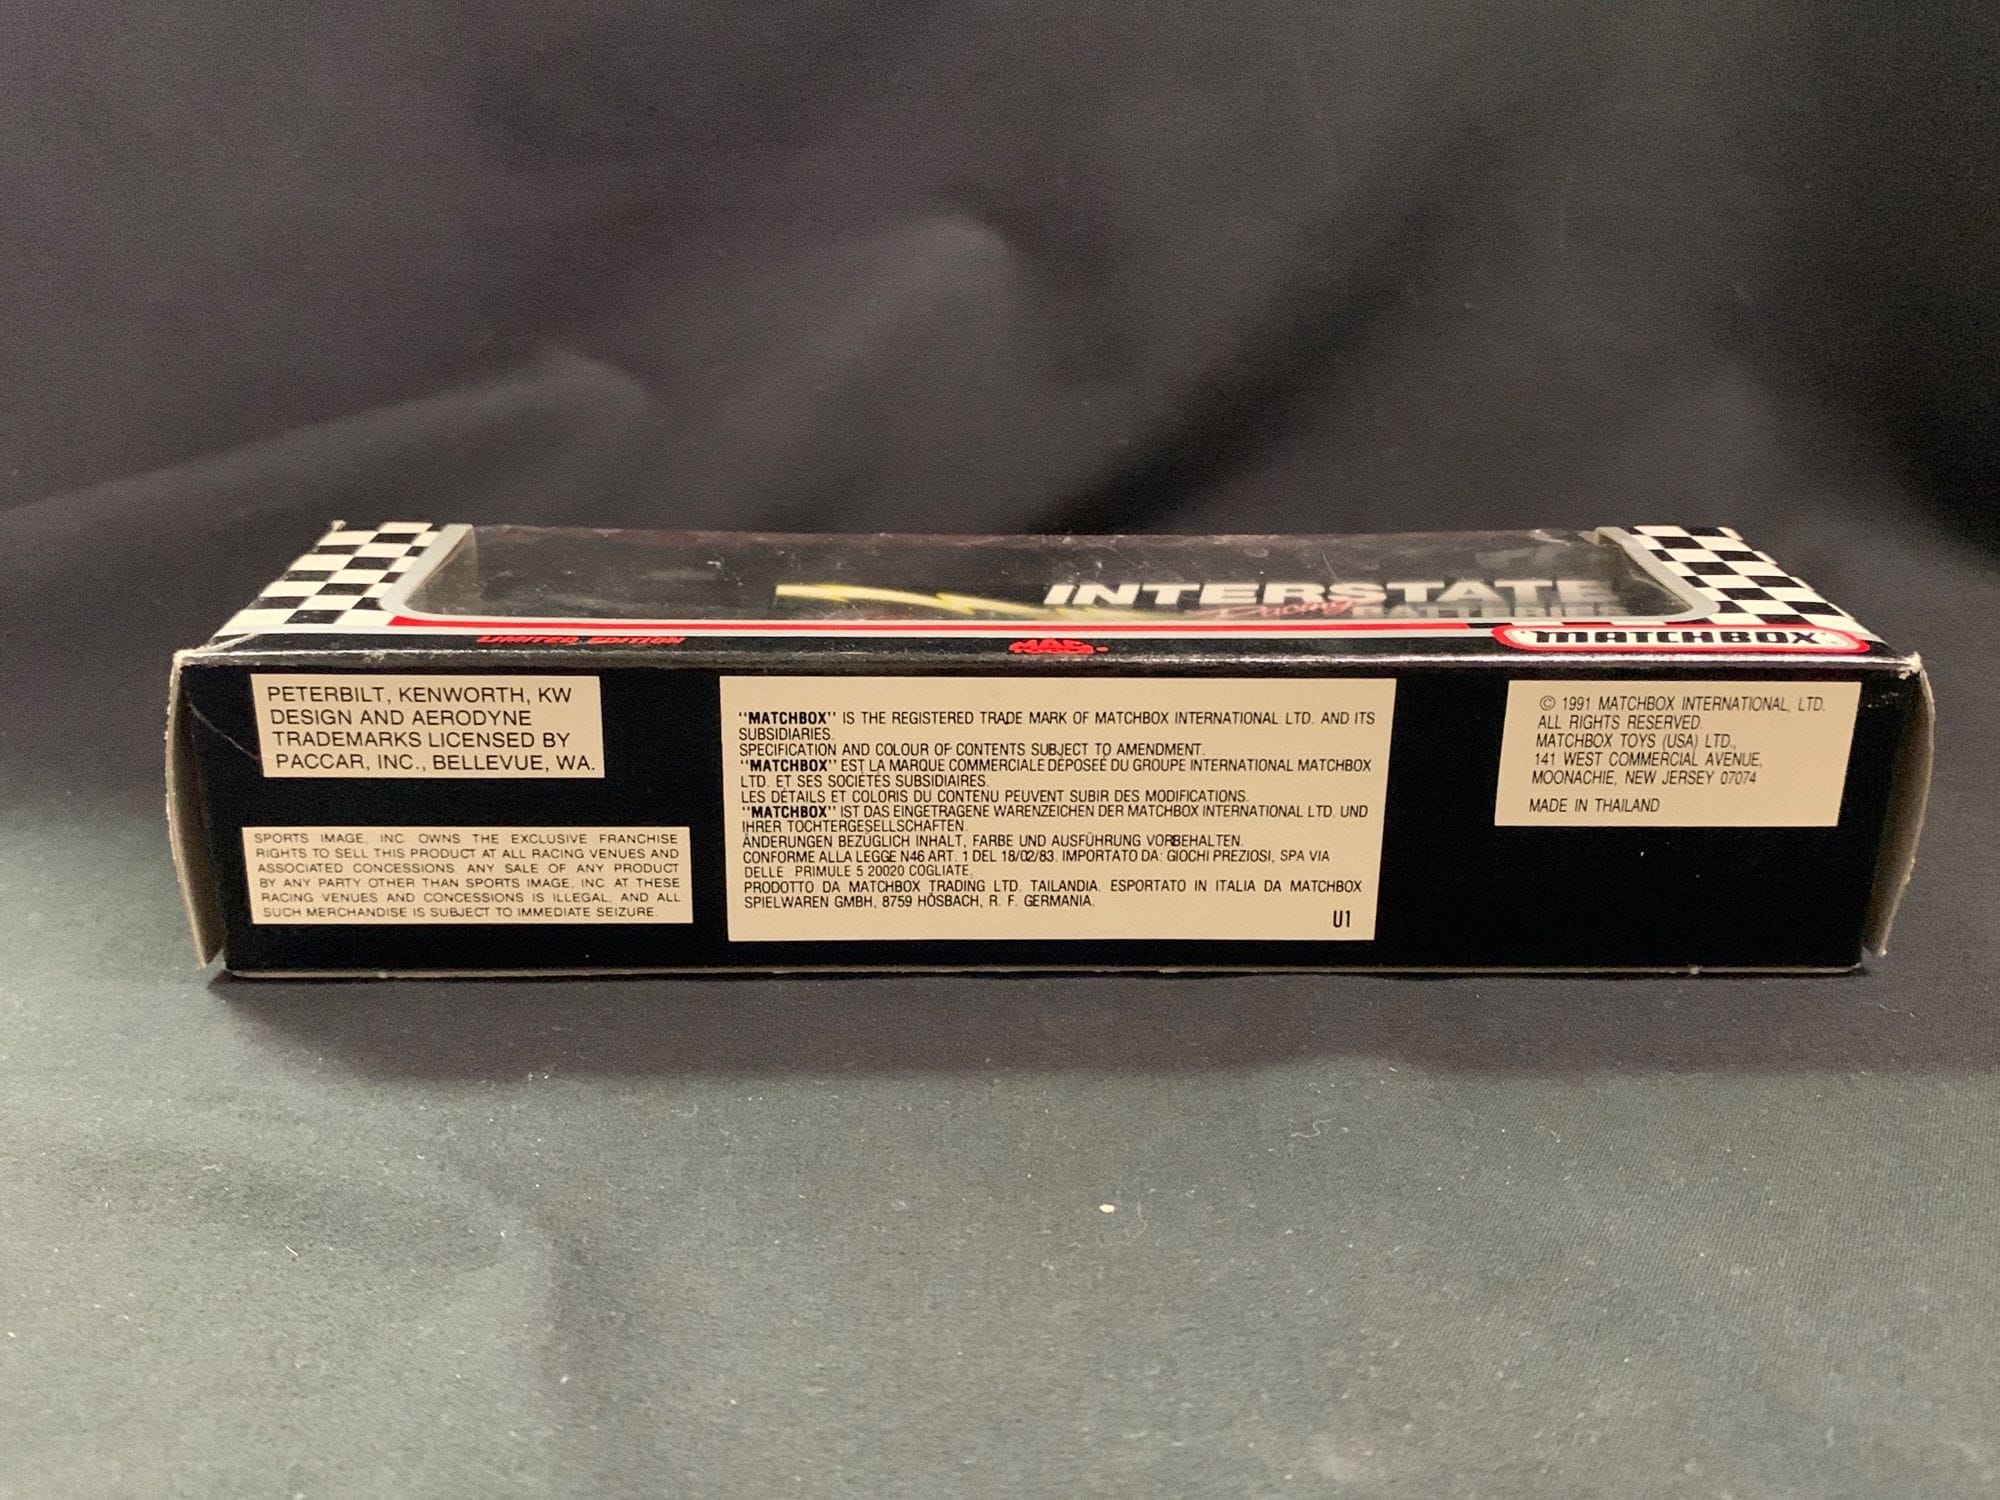 INTERSTATE
Racing BATTERIES
LIMITED EDITION
MAC TOOLS
MATCHBOX
PETERBILT, KENWORTH, KW
DESIGN AND AERODYNE
TRADEMARKS LICENSED BY
PACCAR, INC., BELLEVUE, WA.
SPORTS IMAGE, INC OWNS THE EXCLUSIVE FRANCHISE
RIGHTS TO SELL THIS PRODUCT AT ALL RACING VENUES AND
ASSOCIATED CONCESSIONS. ANY SALE OF ANY PRODUCT
BY ANY PARTY OTHER THAN SPORTS IMAGE, INC. AT THESE
RACING VENUES AND CONCESSIONS IS ILLEGAL, AND ALL
SUCH MERCHANDISE IS SUBJECT TO IMMEDIATE SEIZURE.
"MATCHBOX" IS THE REGISTERED TRADE MARK OF MATCHBOX INTERNATIONAL LTD. AND ITS
SUBSIDIARIES.
SPECIFICATION AND COLOUR OF CONTENTS SUBJECT TO AMENDMENT.
"MATCHBOX" EST LA MARQUE COMMERCIALE DÉPOSÉE DU GROUPE INTERNATIONAL MATCHBOX
LTD. ET SES SOCIÉTÉS SUBSIDIAIRES.
LES DÉTAILS ET COLORIS DU CONTENU PEUVENT SUBIR DES MODIFICATIONS.
"MATCHBOX" IST DAS EINGETRAGENE WARENZEICHEN DER MATCHBOX INTERNATIONAL LTD. UND
IHRER TOCHTERGESELLSCHAFTEN.
ÄNDERUNGEN BEZÜGLICH INHALT, FARBE UND AUSFÜHRUNG VORBEHALTEN.
CONFORME ALLA LEGGE N46 ART. 1 DEL 18/02/83. IMPORTATO DA: GIOCHI PREZIOSI, SPA VIA
DELLE PRIMULE 5 20020 COGLIATE.
PRODOTTO DA MATCHBOX TRADING LTD. TAILANDIA. ESPORTATO IN ITALIA DA MATCHBOX
SPIELWAREN GMBH, 8759 HÖSBACH, R. F. GERMANIA.
U1
© 1991 MATCHBOX INTERNATIONAL, LTD.
ALL RIGHTS RESERVED.
MATCHBOX TOYS (USA) LTD.,
141 WEST COMMERCIAL AVENUE,
MOONACHIE, NEW JERSEY 07074
MADE IN THAILAND